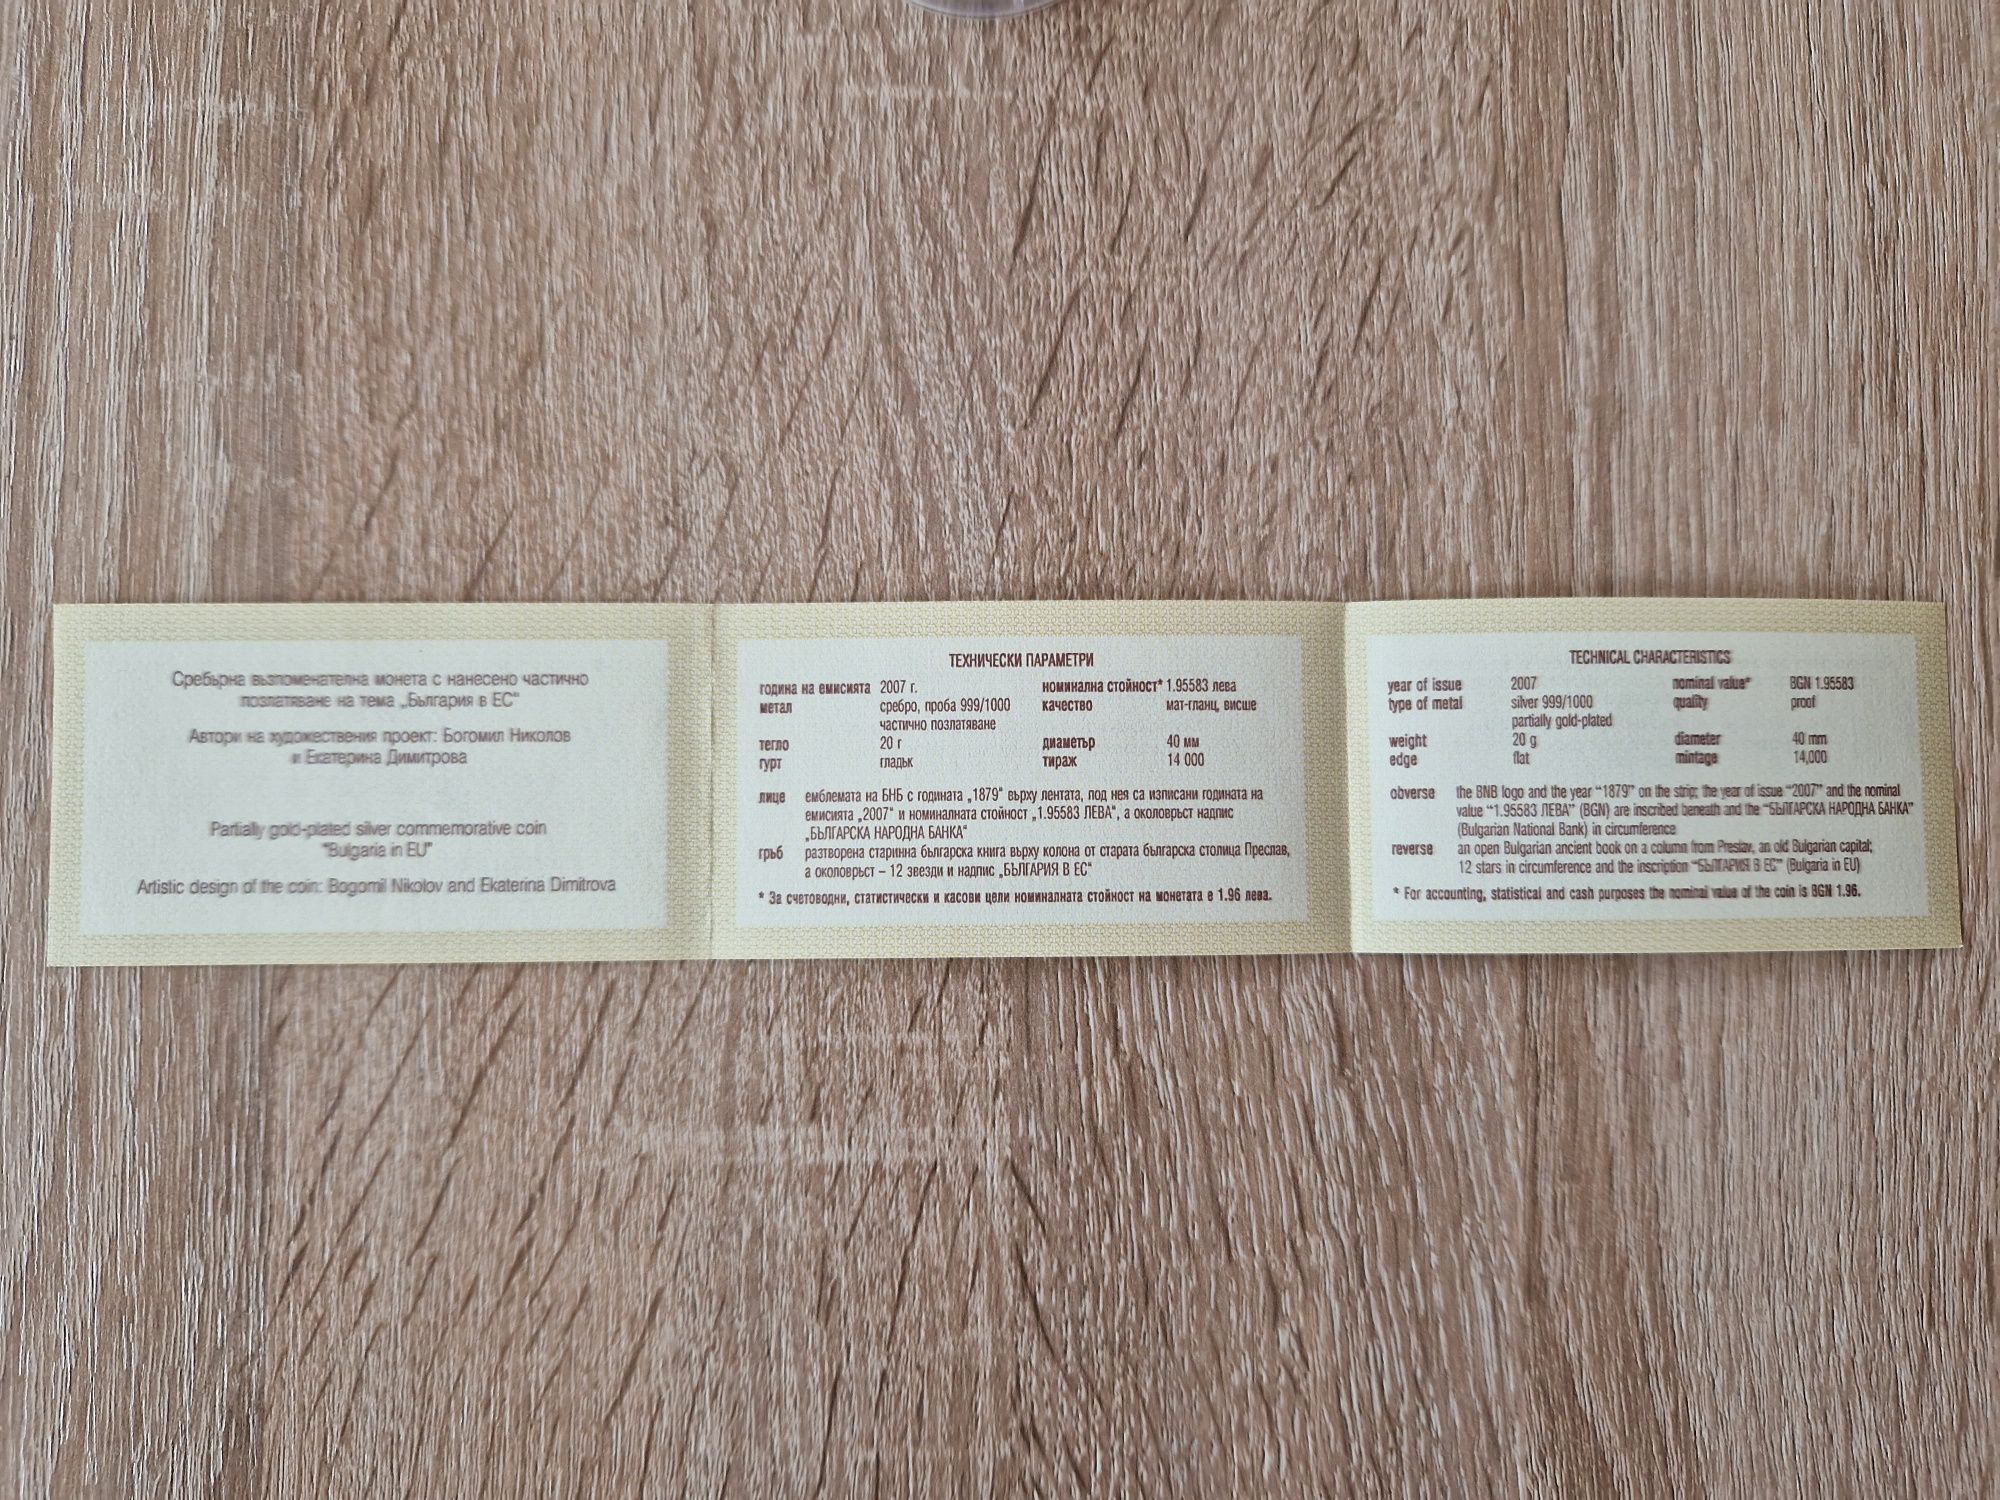 Сребърна възпоменателна монета с нанесено частично
позлатяване на тема „България в ЕС“
Автори на художествения проект: Богомил Николов
и Екатерина Димитрова
Partially gold-plated silver commemorative coin
“Bulgaria in EU”
Artistic design of the coin: Bogomil Nikolov and Ekaterina Dimitrova
ТЕХНИЧЕСКИ ПАРАМЕТРИ
година на емисията 2007 г. номинална стойност* 1.95583 лева
метал сребро, проба 999/1000 качество мат-гланц, висше
частично позлатяване
тегло 20 г диаметър 40 мм
гурт гладък тираж 14 000
лице емблемата на БНБ с годината „1879“ върху лентата, под нея са изписани годината на
емисията „2007“ и номиналната стойност „1.95583 ЛЕВА“, а околовръст надпис
„БЪЛГАРСКА НАРОДНА БАНКА“
гръб разтворена старинна българска книга върху колона от старата българска столица Преслав,
а околовръст – 12 звезди и надпис „БЪЛГАРИЯ В ЕС“
* За счетоводни, статистически и касови цели номиналната стойност на монетата е 1.96 лева.
TECHNICAL CHARACTERISTICS
year of issue 2007 nominal value* BGN 1.95583
type of metal silver 999/1000 quality proof
partially gold-plated
weight 20 g diameter 40 mm
edge flat mintage 14,000
obverse the BNB logo and the year “1879” on the strip; the year of issue “2007” and the nominal
value “1.95583 ЛЕВА” (BGN) are inscribed beneath and the “БЪЛГАРСКА НАРОДНА БАНКА”
(Bulgarian National Bank) in circumference
reverse an open Bulgarian ancient book on a column from Preslav, an old Bulgarian capital;
12 stars in circumference and the inscription “БЪЛГАРИЯ В ЕС” (Bulgaria in EU)
* For accounting, statistical and cash purposes the nominal value of the coin is BGN 1.96.